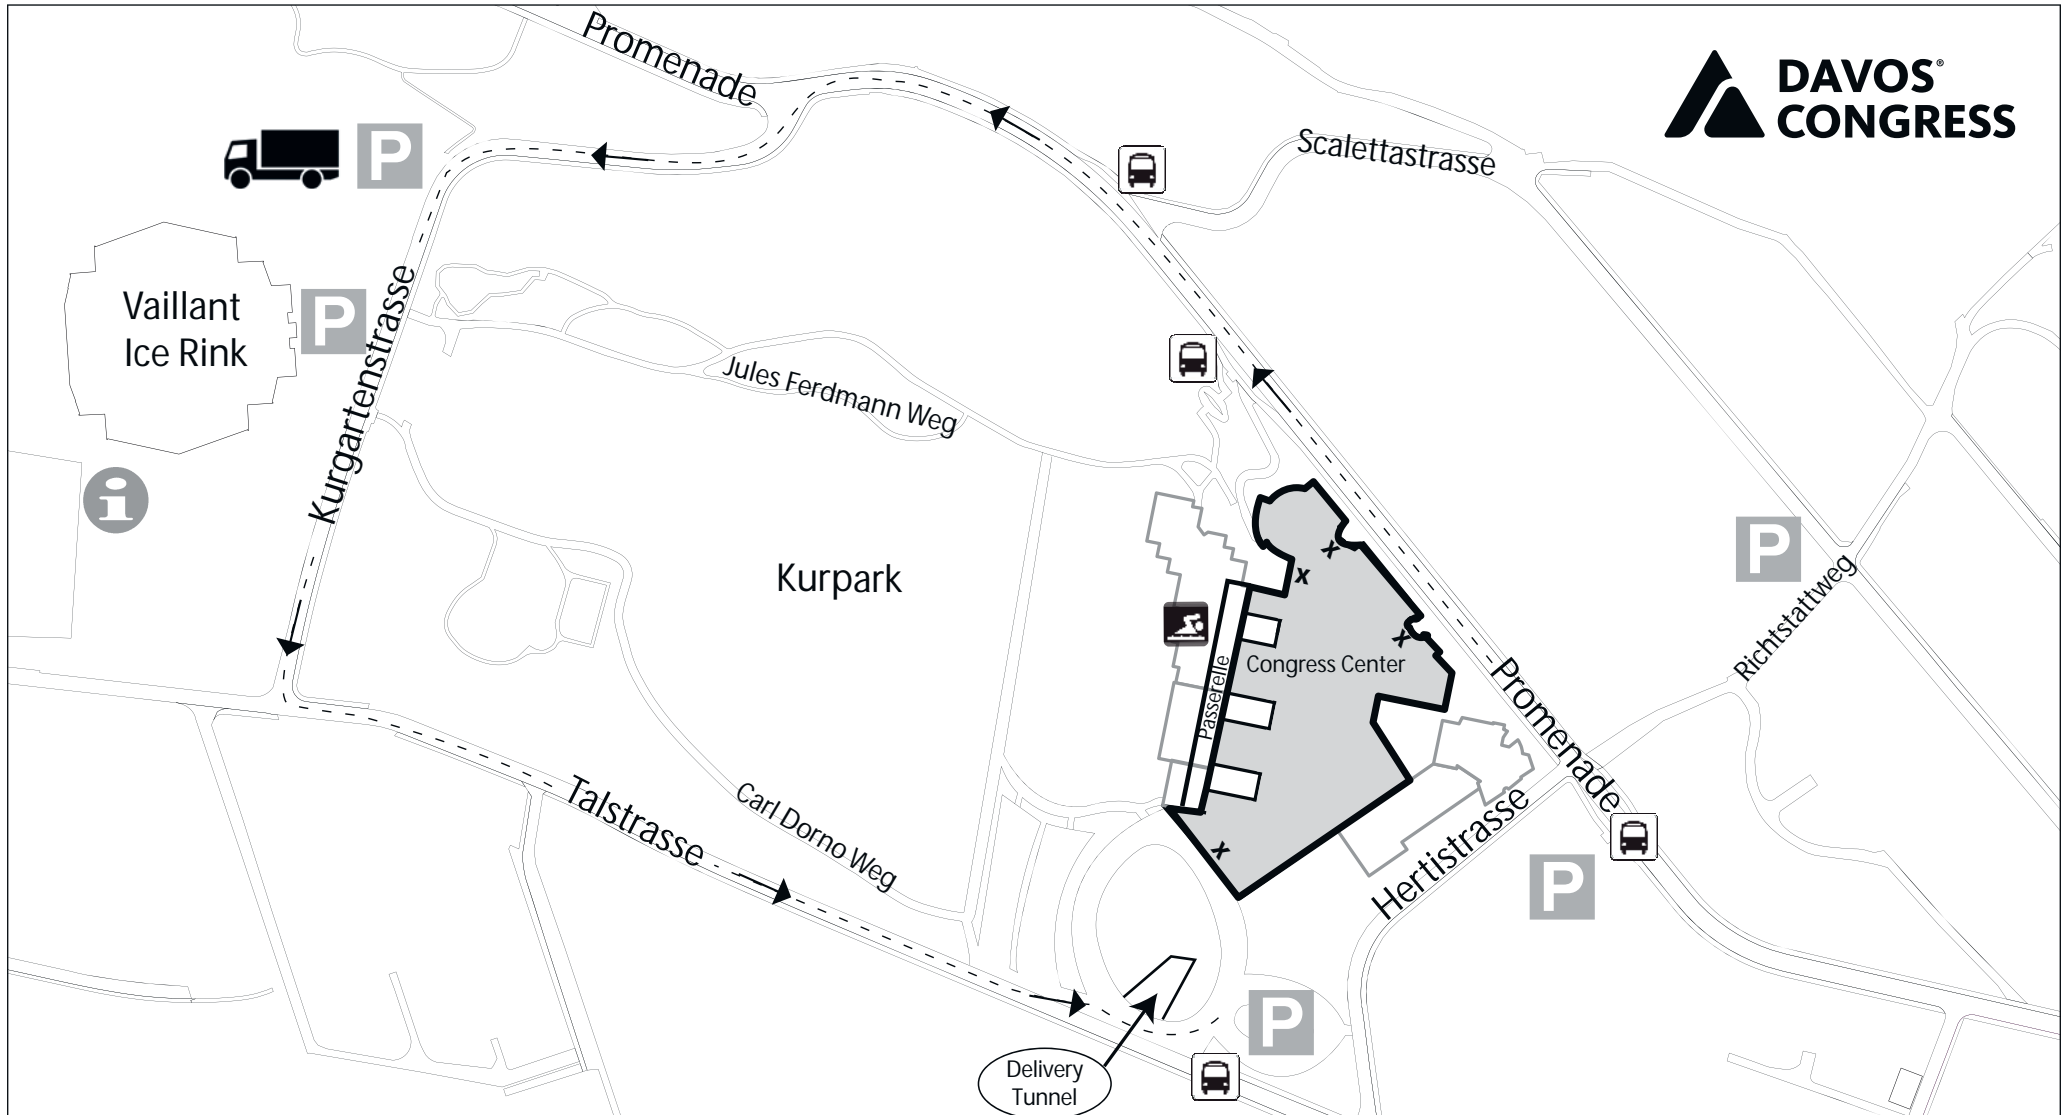 Promenade
DAVOS®
CONGRESS
Scalettastrasse
P
Vaillant
Ice Rink
P
Kurgartenstrasse
Jules Ferdmann Weg
i
Kurpark
x
x
x
P
Richtstattweg
Congress Center
Passerelle
Promenade
Talstrasse
Carl Dorno Weg
x
Hertistrasse
P
P
Delivery
Tunnel